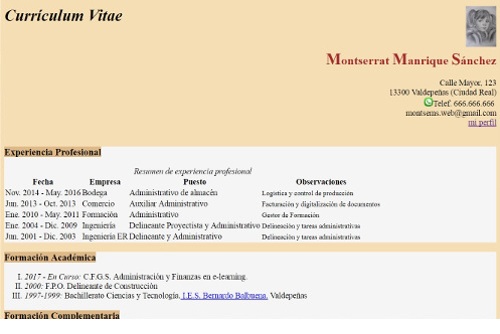 Currículum Vitae
Montserrat Manrique Sánchez
Calle Mayor, 123
13300 Valdepeñas (Ciudad Real)
Telef. 666.666.666
montsems.web@gmail.com
mi perfil
Experiencia Profesional
Resumen de experiencia profesional
Fecha Empresa Puesto Observaciones
Nov. 2014 - May. 2016 Bodega Administrativo de almacén Logística y control de producción
Jun. 2013 - Oct. 2013 Comercio Auxiliar Administrativo Facturación y digitalización de documentos
Ene. 2010 - May. 2011 Formación Administrativo Gestor de Formación
Ene. 2004 - Dic. 2009 Ingeniería Delineante Proyectista y Administrativo Delineación y tareas administrativas
Jun. 2001 - Dic. 2003 Ingeniería ER Delineante y Administrativo Delineación y tareas administrativas
Formación Académica
I. 2017 - En Curso: C.F.G.S. Administración y Finanzas en e-learning.
II. 2000: F.P.O. Delineante de Construcción
III. 1997-1999: Bachillerato Ciencias y Tecnología. I.E.S. Bernardo Balbuena. Valdepeñas
Formación Complementaria